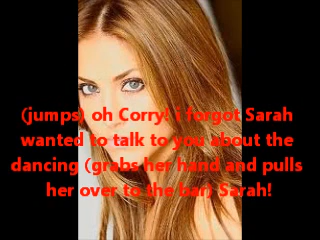 (jumps) oh Corry! i forgot Sarah
wanted to talk to you about the
dancing (grabs her hand and pulls
her over to the bar) Sarah!